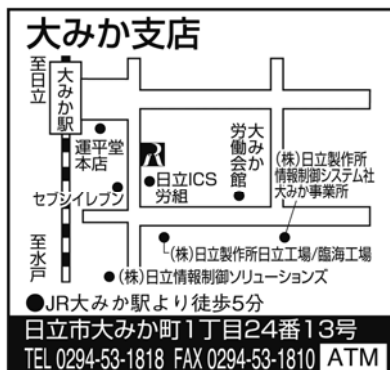 大みか支店
至日立
大みか駅
運平堂
本店
セブンイレブン
至水戸
R
日立ICS
労組
大みか
労働会館
(株)日立製作所
情報制御システム社
大みか事業所
(株)日立製作所日立工場/臨海工場
(株)日立情報制御ソリューションズ
●JR大みか駅より徒歩5分
日立市大みか町1丁目24番13号
TEL 0294-53-1818 FAX 0294-53-1810 ATM